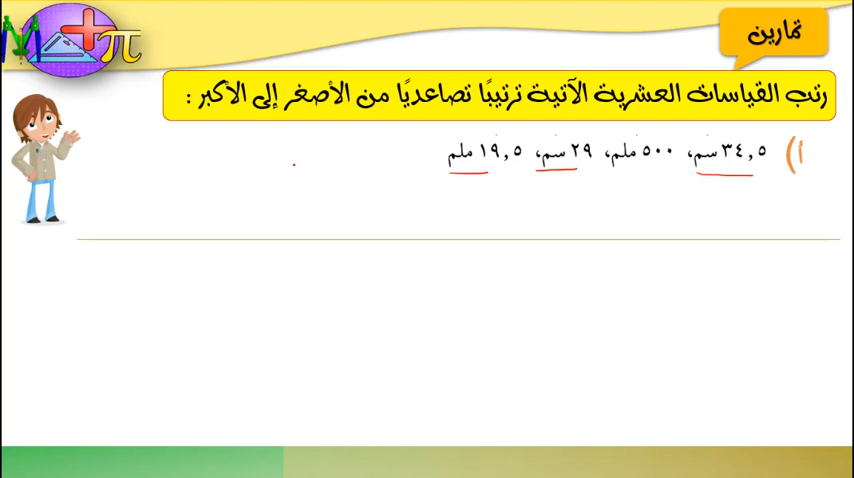 تمارين
رتب القياسات العشرية الآتية ترتيبًا تصاعديًا من الأصغر إلى الأكبر :
أ) ٣٤,٥ سم، ٥٠٠ ملم، ٢٩ سم، ١٩,٥ ملم
M + π